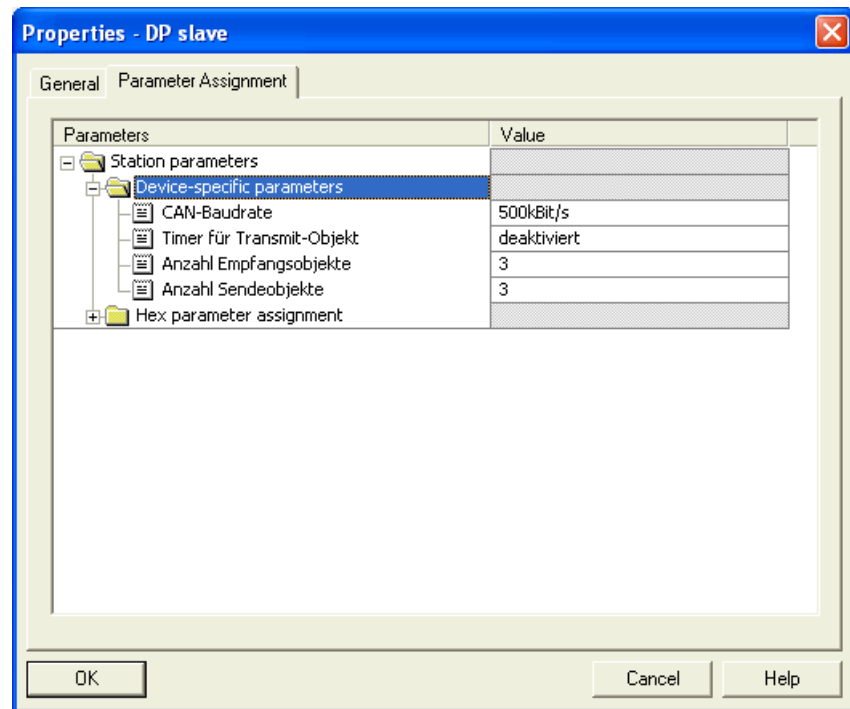 Properties - DP slave
General Parameter Assignment
Parameters Value
Station parameters
Device-specific parameters
CAN-Baudrate 500kBit/s
Timer für Transmit-Objekt deaktiviert
Anzahl Empfangsobjekte 3
Anzahl Sendeobjekte 3
Hex parameter assignment
OK Cancel Help